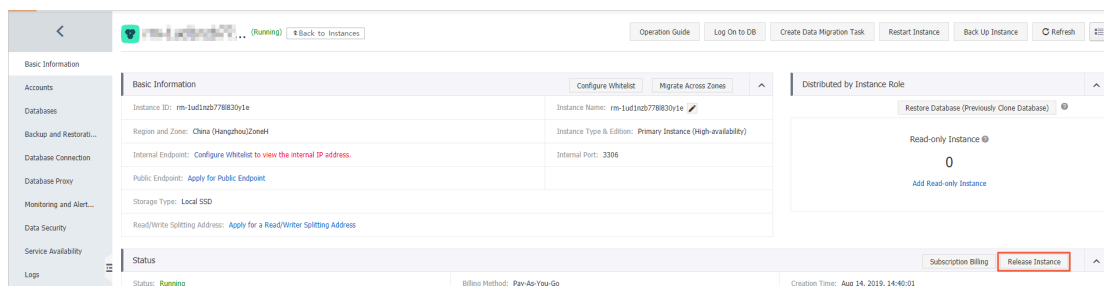 ... (Running) Back to Instances Operation Guide Log On to DB Create Data Migration Task Restart Instance Back Up Instance Refresh
Basic Information
Accounts
Databases
Backup and Restorati...
Database Connection
Database Proxy
Monitoring and Alert...
Data Security
Service Availability
Logs
Basic Information Configure Whitelist Migrate Across Zones
Instance ID: rm-1ud1nzb778l830y1e Instance Name: rm-1ud1nzb778l830y1e
Region and Zone: China (Hangzhou)ZoneH Instance Type & Edition: Primary Instance (High-availability)
Internal Endpoint: Configure Whitelist to view the internal IP address. Internal Port: 3306
Public Endpoint: Apply for Public Endpoint
Storage Type: Local SSD
Read/Write Splitting Address: Apply for a Read/Writer Splitting Address
Distributed by Instance Role
Restore Database (Previously Clone Database)
Read-only Instance
0
Add Read-only Instance
Status Subscription Billing Release Instance
Status: Running Billing Method: Pay-As-You-Go Creation Time: Aug 14, 2019, 14:40:01